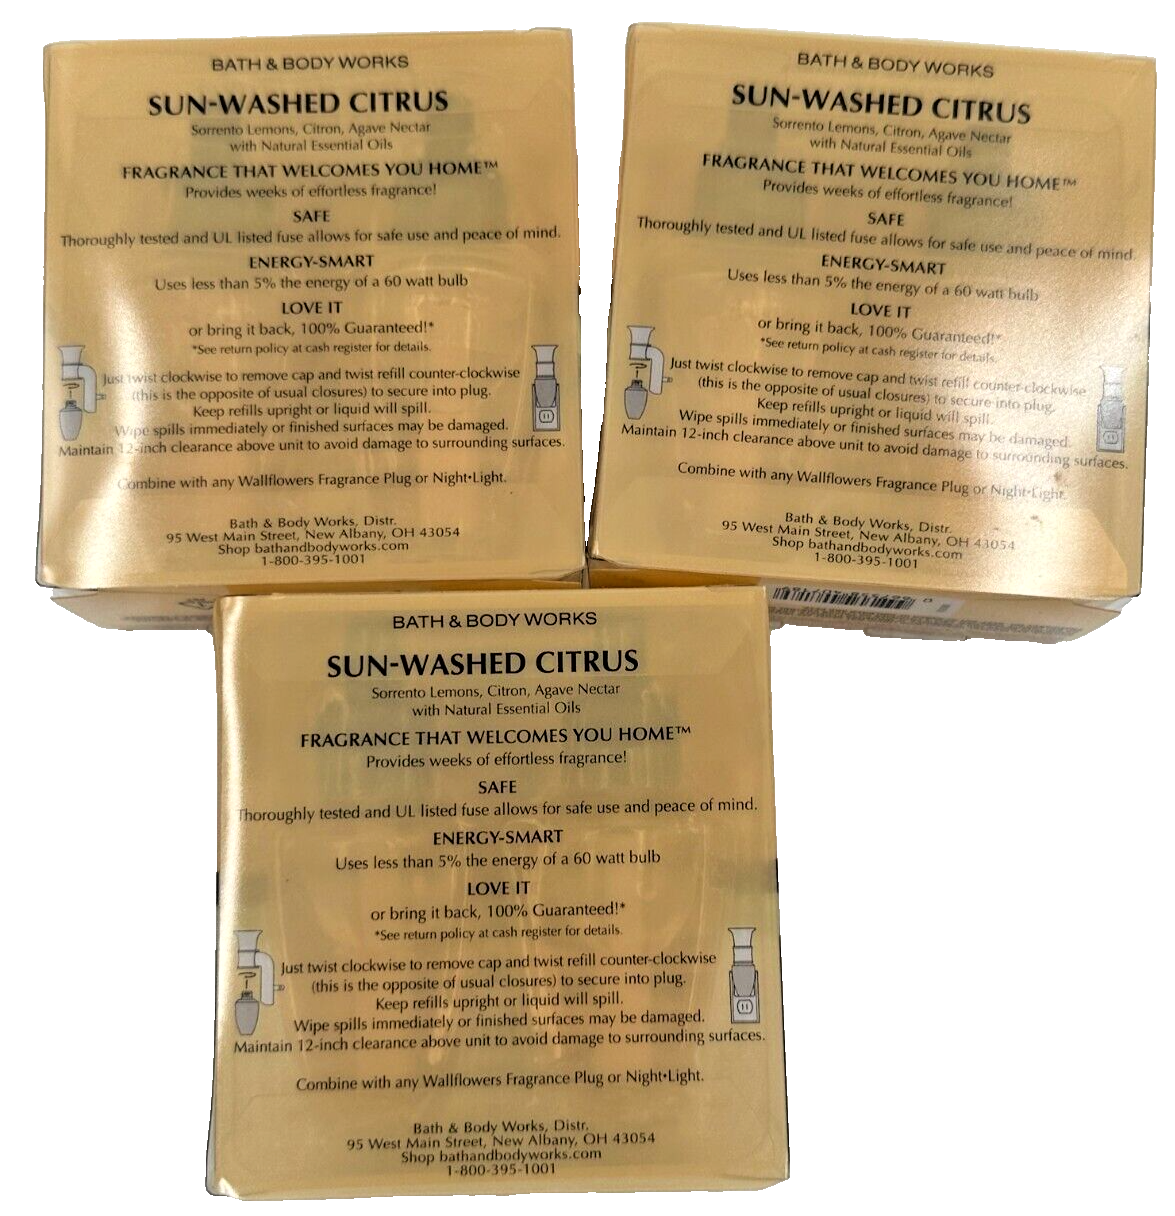 BATH & BODY WORKS
SUN-WASHED CITRUS
Sorrento Lemons, Citron, Agave Nectar
with Natural Essential Oils
FRAGRANCE THAT WELCOMES YOU HOME™
Provides weeks of effortless fragrance!
SAFE
Thoroughly tested and UL listed fuse allows for safe use and peace of mind.
ENERGY-SMART
Uses less than 5% the energy of a 60 watt bulb
LOVE IT
or bring it back, 100% Guaranteed!*
*See return policy at cash register for details.
Just twist clockwise to remove cap and twist refill counter-clockwise
(this is the opposite of usual closures) to secure into plug.
Keep refills upright or liquid will spill.
Wipe spills immediately or finished surfaces may be damaged.
Maintain 12-inch clearance above unit to avoid damage to surrounding surfaces.
Combine with any Wallflowers Fragrance Plug or Night•Light.
Bath & Body Works, Distr.
95 West Main Street, New Albany, OH 43054
Shop bathandbodyworks.com
1-800-395-1001
BATH & BODY WORKS
SUN-WASHED CITRUS
Sorrento Lemons, Citron, Agave Nectar
with Natural Essential Oils
FRAGRANCE THAT WELCOMES YOU HOME™
Provides weeks of effortless fragrance!
SAFE
Thoroughly tested and UL listed fuse allows for safe use and peace of mind.
ENERGY-SMART
Uses less than 5% the energy of a 60 watt bulb
LOVE IT
or bring it back, 100% Guaranteed!*
*See return policy at cash register for details.
Just twist clockwise to remove cap and twist refill counter-clockwise
(this is the opposite of usual closures) to secure into plug.
Keep refills upright or liquid will spill.
Wipe spills immediately or finished surfaces may be damaged.
Maintain 12-inch clearance above unit to avoid damage to surrounding surfaces.
Combine with any Wallflowers Fragrance Plug or Night•Light.
Bath & Body Works, Distr.
95 West Main Street, New Albany, OH 43054
Shop bathandbodyworks.com
1-800-395-1001
BATH & BODY WORKS
SUN-WASHED CITRUS
Sorrento Lemons, Citron, Agave Nectar
with Natural Essential Oils
FRAGRANCE THAT WELCOMES YOU HOME™
Provides weeks of effortless fragrance!
SAFE
Thoroughly tested and UL listed fuse allows for safe use and peace of mind.
ENERGY-SMART
Uses less than 5% the energy of a 60 watt bulb
LOVE IT
or bring it back, 100% Guaranteed!*
*See return policy at cash register for details.
Just twist clockwise to remove cap and twist refill counter-clockwise
(this is the opposite of usual closures) to secure into plug.
Keep refills upright or liquid will spill.
Wipe spills immediately or finished surfaces may be damaged.
Maintain 12-inch clearance above unit to avoid damage to surrounding surfaces.
Combine with any Wallflowers Fragrance Plug or Night•Light.
Bath & Body Works, Distr.
95 West Main Street, New Albany, OH 43054
Shop bathandbodyworks.com
1-800-395-1001